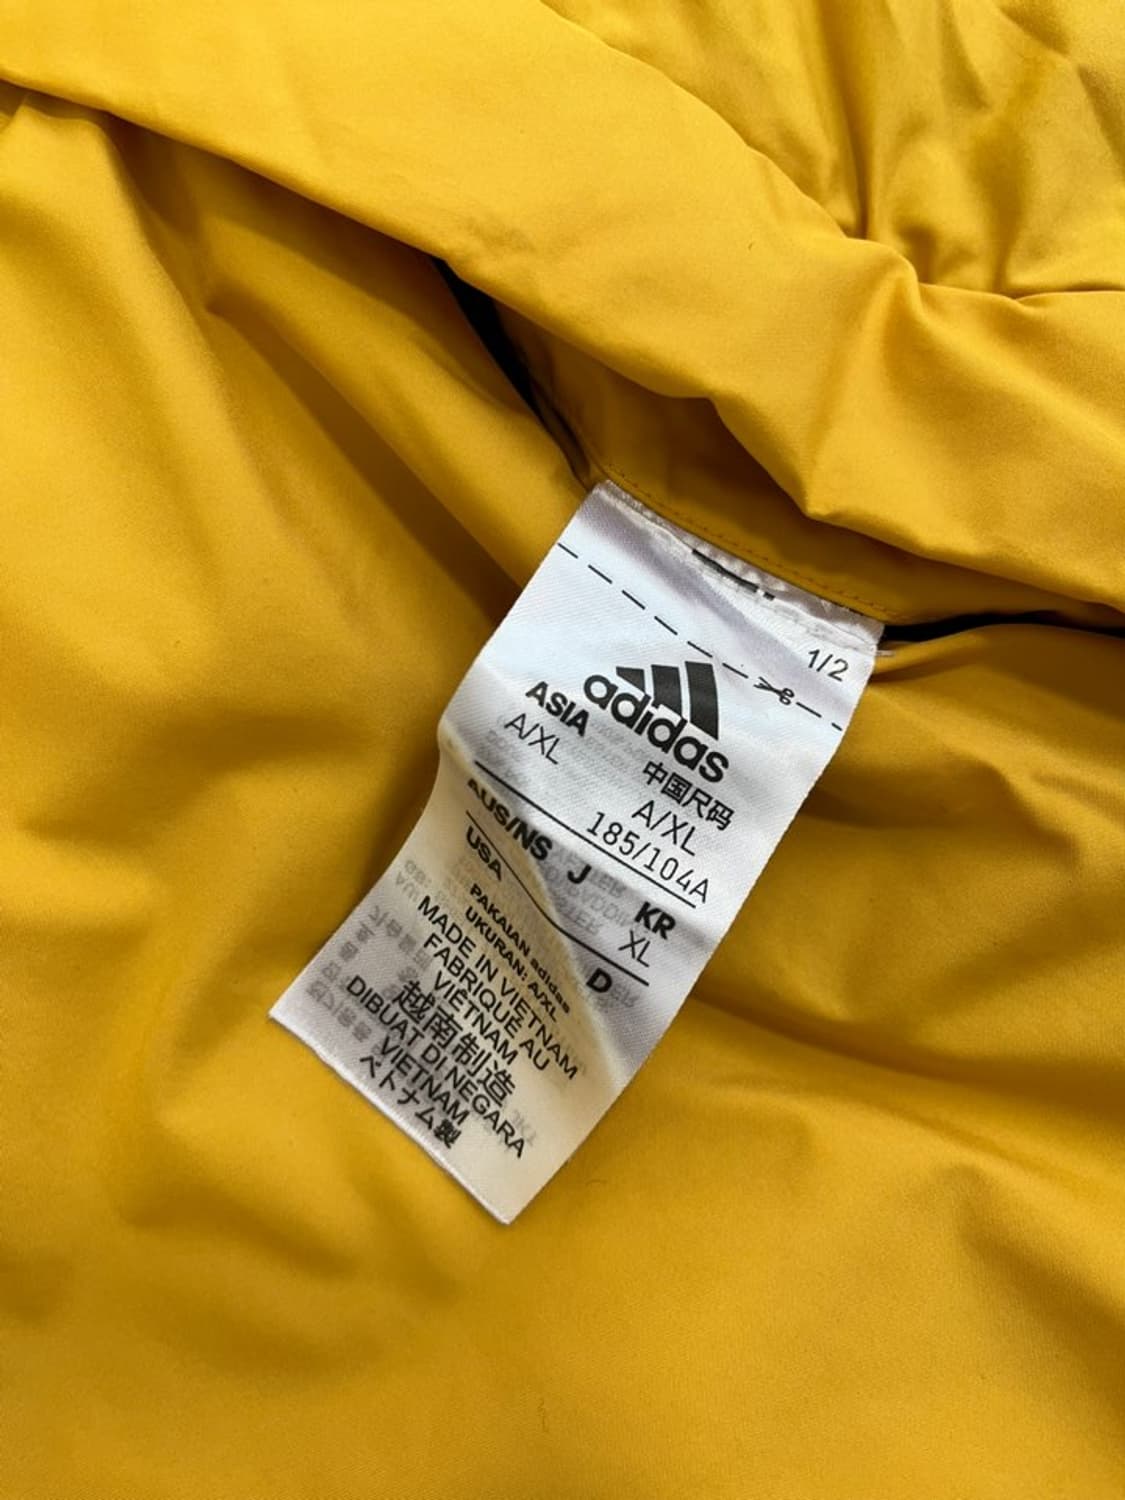 1/2
adidas
ASIA
A/XL
中国尺码
A/XL
185/104A
AUS/NS J KR
USA XL
D
PAKAIAN adidas
UKURAN: A/XL
MADE IN VIETNAM
FABRIQUÉ AU
VIÊTNAM
越南制造
DIBUAT DI NEGARA
VIETNAM
ベトナム製